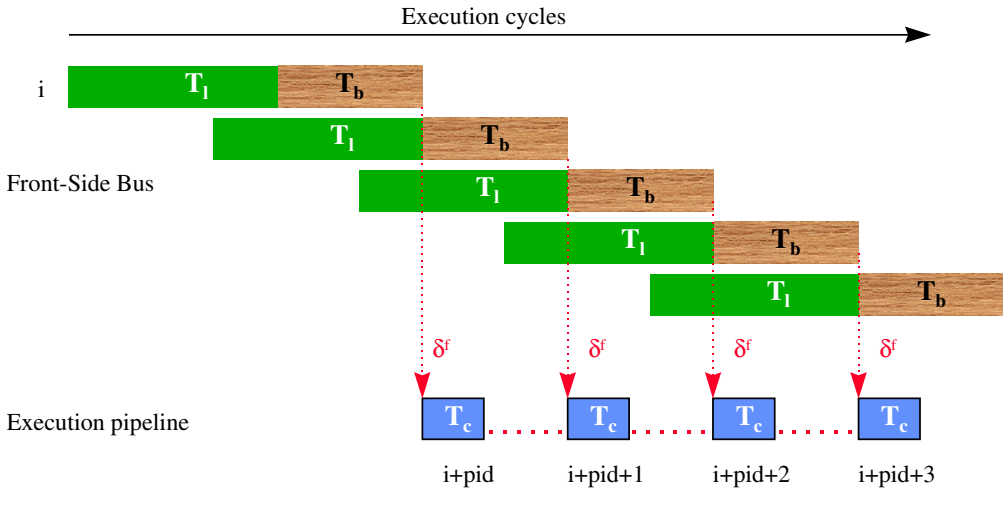 Execution cycles
i
T_l T_b
T_l T_b
Front-Side Bus
T_l T_b
T_l T_b
T_l T_b
δ^f δ^f δ^f δ^f
Execution pipeline
T_c T_c T_c T_c
i+pid i+pid+1 i+pid+2 i+pid+3